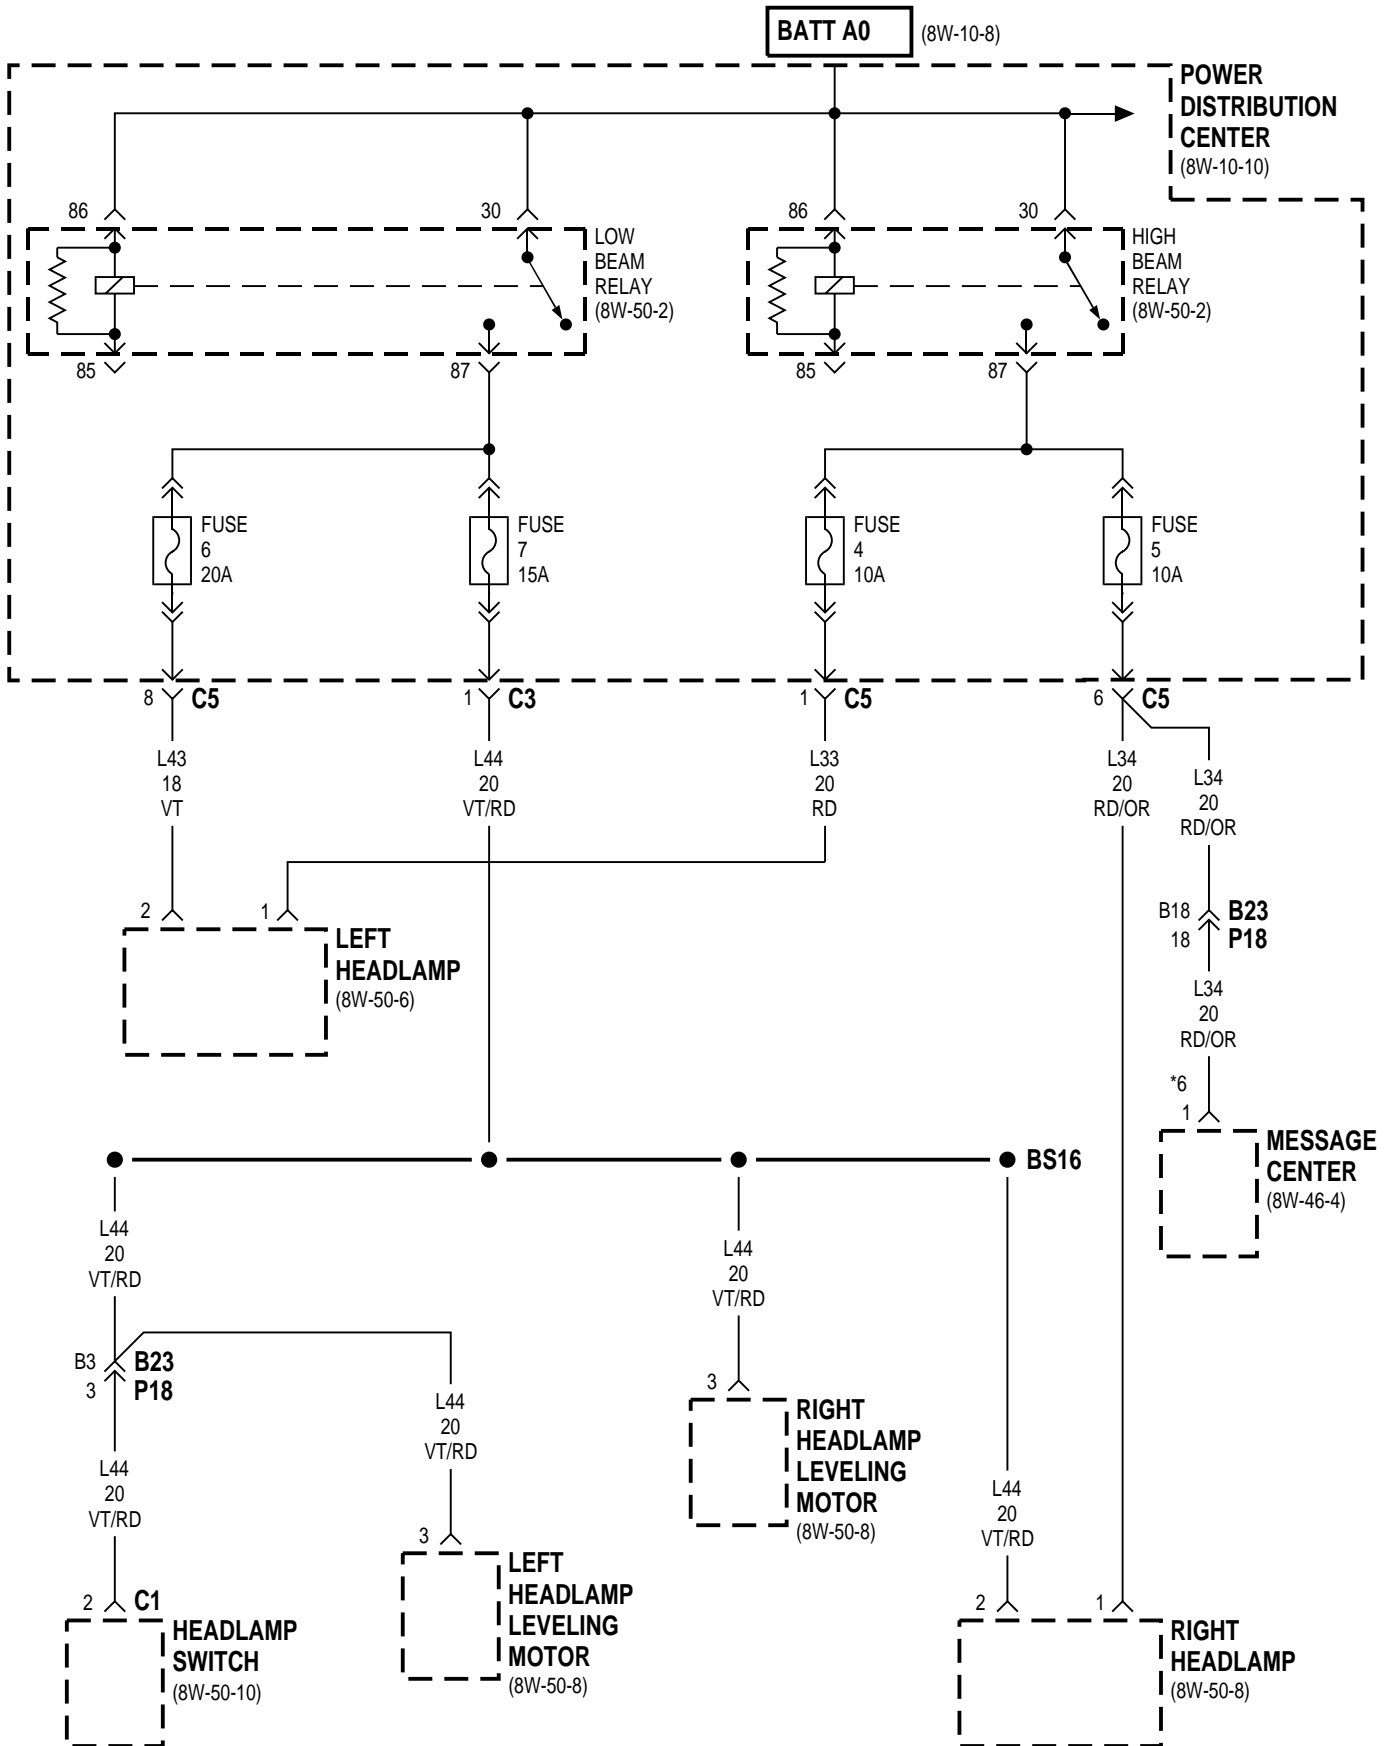 BATT A0 (8W-10-8)
POWER
DISTRIBUTION
CENTER
(8W-10-10)
86
30
LOW
BEAM
RELAY
(8W-50-2)
85
87
86
30
HIGH
BEAM
RELAY
(8W-50-2)
85
87
FUSE
6
20A
FUSE
7
15A
FUSE
4
10A
FUSE
5
10A
8 C5
1 C3
1 C5
6 C5
L43
18
VT
L44
20
VT/RD
L33
20
RD
L34
20
RD/OR
L34
20
RD/OR
2
1
LEFT
HEADLAMP
(8W-50-6)
B18 B23
18 P18
L34
20
RD/OR
*6
1
MESSAGE
CENTER
(8W-46-4)
BS16
L44
20
VT/RD
B3 B23
3 P18
L44
20
VT/RD
2 C1
HEADLAMP
SWITCH
(8W-50-10)
L44
20
VT/RD
3
LEFT
HEADLAMP
LEVELING
MOTOR
(8W-50-8)
L44
20
VT/RD
3
RIGHT
HEADLAMP
LEVELING
MOTOR
(8W-50-8)
L44
20
VT/RD
2
1
RIGHT
HEADLAMP
(8W-50-8)